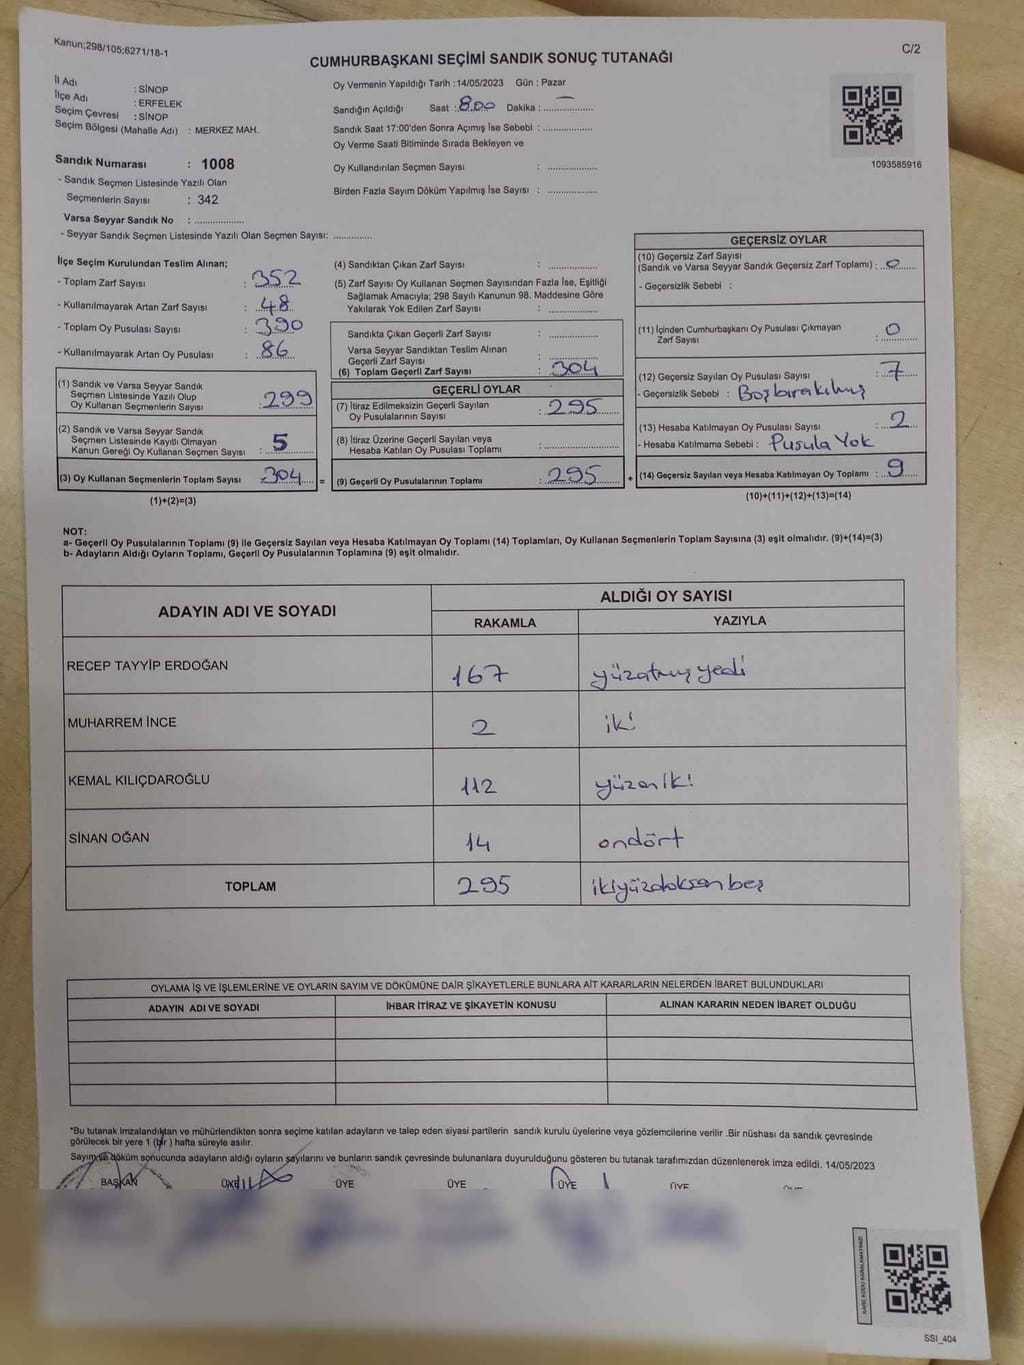 Kanun;298/105;6271/18-1
C/2
CUMHURBAŞKANI SEÇİMİ SANDIK SONUÇ TUTANAĞI
İl Adı : SİNOP
İlçe Adı : ERFELEK
Seçim Çevresi : SİNOP
Seçim Bölgesi (Mahalle Adı) : MERKEZ MAH.
Sandık Numarası : 1008
- Sandık Seçmen Listesinde Yazılı Olan
Seçmenlerin Sayısı : 342
Varsa Seyyar Sandık No : ..................
- Seyyar Sandık Seçmen Listesinde Yazılı Olan Seçmen Sayısı: ..............
Oy Vermenin Yapıldığı Tarih :14/05/2023 Gün : Pazar
Sandığın Açıldığı Saat : 8.00 Dakika : ..................
Sandık Saat 17:00'den Sonra Açımış İse Sebebi : ..................
Oy Verme Saati Bitiminde Sırada Bekleyen ve
Oy Kullandırılan Seçmen Sayısı : ..................
Birden Fazla Sayım Döküm Yapılmış İse Sayısı : ..................
1093585916
İlçe Seçim Kurulundan Teslim Alınan;
- Toplam Zarf Sayısı : 352
- Kullanılmayarak Artan Zarf Sayısı : 48
- Toplam Oy Pusulası Sayısı : 390
- Kullanılmayarak Artan Oy Pusulası : 86
(1) Sandık ve Varsa Seyyar Sandık
Seçmen Listesinde Yazılı Olup
Oy Kullanan Seçmenlerin Sayısı : 299
(2) Sandık ve Varsa Seyyar Sandık
Seçmen Listesinde Kayıtlı Olmayan
Kanun Gereği Oy Kullanan Seçmen Sayısı : 5
(3) Oy Kullanan Seçmenlerin Toplam Sayısı : 304 =
(1)+(2)=(3)
(4) Sandıktan Çıkan Zarf Sayısı : ..................
(5) Zarf Sayısı Oy Kullanan Seçmen Sayısından Fazla İse, Eşitliği
Sağlamak Amacıyla; 298 Sayılı Kanunun 98. Maddesine Göre
Yakılarak Yok Edilen Zarf Sayısı : ..................
Sandıkta Çıkan Geçerli Zarf Sayısı : ..................
Varsa Seyyar Sandıktan Teslim Alınan
Geçerli Zarf Sayısı : ..................
(6) Toplam Geçerli Zarf Sayısı : 304
GEÇERLİ OYLAR
(7) İtiraz Edilmeksizin Geçerli Sayılan
Oy Pusulalarının Sayısı : 295
(8) İtiraz Üzerine Geçerli Sayılan veya
Hesaba Katılan Oy Pusulası Toplamı : ..................
(9) Geçerli Oy Pusulalarının Toplamı : 295 +
GEÇERSİZ OYLAR
(10) Geçersiz Zarf Sayısı
(Sandık ve Varsa Seyyar Sandık Geçersiz Zarf Toplamı) : 0
- Geçersizlik Sebebi :
(11) İçinden Cumhurbaşkanı Oy Pusulası Çıkmayan
Zarf Sayısı : 0
(12) Geçersiz Sayılan Oy Pusulası Sayısı : 7
- Geçersizlik Sebebi : Boş bırakılmış
(13) Hesaba Katılmayan Oy Pusulası Sayısı : 2
- Hesaba Katılmama Sebebi : Pusula Yok
(14) Geçersiz Sayılan veya Hesaba Katılmayan Oy Toplamı : 9
(10)+(11)+(12)+(13)=(14)
NOT:
a- Geçerli Oy Pusulalarının Toplamı (9) ile Geçersiz Sayılan veya Hesaba Katılmayan Oy Toplamı (14) Toplamları, Oy Kullanan Seçmenlerin Toplam Sayısına (3) eşit olmalıdır. (9)+(14)=(3)
b- Adayların Aldığı Oyların Toplamı, Geçerli Oy Pusulalarının Toplamına (9) eşit olmalıdır.
ADAYIN ADI VE SOYADI ALDIĞI OY SAYISI
RAKAMLA YAZIYLA
RECEP TAYYİP ERDOĞAN 167 yüzatmışyedi
MUHARREM İNCE 2 iki
KEMAL KILIÇDAROĞLU 112 yüzoniki
SİNAN OĞAN 14 ondört
TOPLAM 295 ikiyüzdoksanbeş
OYLAMA İŞ VE İŞLEMLERİNE VE OYLARIN SAYIM VE DÖKÜMÜNE DAİR ŞİKAYETLERLE BUNLARA AİT KARARLARIN NELERDEN İBARET BULUNDUKLARI
ADAYIN ADI VE SOYADI İHBAR İTİRAZ VE ŞİKAYETİN KONUSU ALINAN KARARIN NEDEN İBARET OLDUĞU
*Bu tutanak imzalandıktan ve mühürlendikten sonra seçime katılan adayların ve talep eden siyasi partilerin sandık kurulu üyelerine veya gözlemcilerine verilir .Bir nüshası da sandık çevresinde
görülecek bir yere 1 (bir ) hafta süreyle asılır.
Sayım ve döküm sonucunda adayların aldığı oyların sayılarını ve bunların sandık çevresinde bulunanlara duyurulduğunu gösteren bu tutanak tarafımızdan düzenlenerek imza edildi. 14/05/2023
BAŞKAN ÜYE ÜYE ÜYE ÜYE ÜYE
KARE KODU KARALAMAYINIZ!
SSI_404